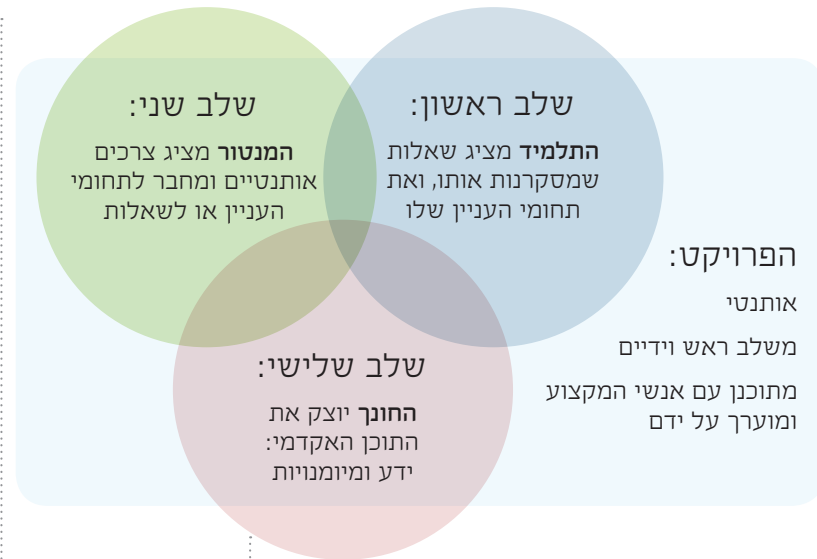 שלב ראשון:
התלמיד מציג שאלות
שמסקרנות אותו, ואת
תחומי העניין שלו
שלב שני:
המנטור מציג צרכים
אותנטיים ומחבר לתחומי
העניין או לשאלות
שלב שלישי:
החונך יוצק את
התוכן האקדמי:
ידע ומיומנויות
הפרויקט:
אותנטי
משלב ראש וידיים
מתוכנן עם אנשי המקצוע
ומוערך על ידם